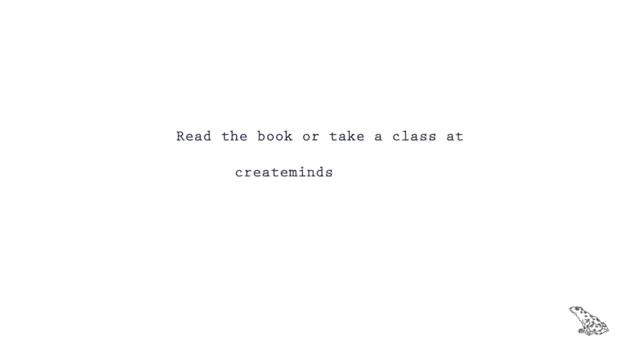 Read the book or take a class at
createminds